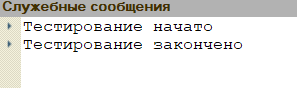 Служебные сообщения
Тестирование начато
Тестирование закончено